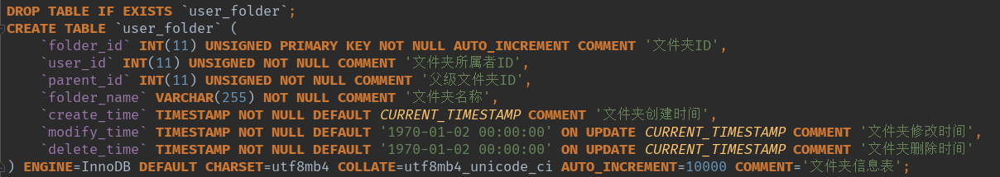 DROP TABLE IF EXISTS `user_folder`;
CREATE TABLE `user_folder` (
    `folder_id` INT(11) UNSIGNED PRIMARY KEY NOT NULL AUTO_INCREMENT COMMENT '文件夹ID',
    `user_id` INT(11) UNSIGNED NOT NULL COMMENT '文件夹所属者ID',
    `parent_id` INT(11) UNSIGNED NOT NULL COMMENT '父级文件夹ID',
    `folder_name` VARCHAR(255) NOT NULL COMMENT '文件夹名称',
    `create_time` TIMESTAMP NOT NULL DEFAULT CURRENT_TIMESTAMP COMMENT '文件夹创建时间',
    `modify_time` TIMESTAMP NOT NULL DEFAULT '1970-01-02 00:00:00' ON UPDATE CURRENT_TIMESTAMP COMMENT '文件夹修改时间',
    `delete_time` TIMESTAMP NOT NULL DEFAULT '1970-01-02 00:00:00' ON UPDATE CURRENT_TIMESTAMP COMMENT '文件夹删除时间'
) ENGINE=InnoDB DEFAULT CHARSET=utf8mb4 COLLATE=utf8mb4_unicode_ci AUTO_INCREMENT=10000 COMMENT='文件夹信息表';